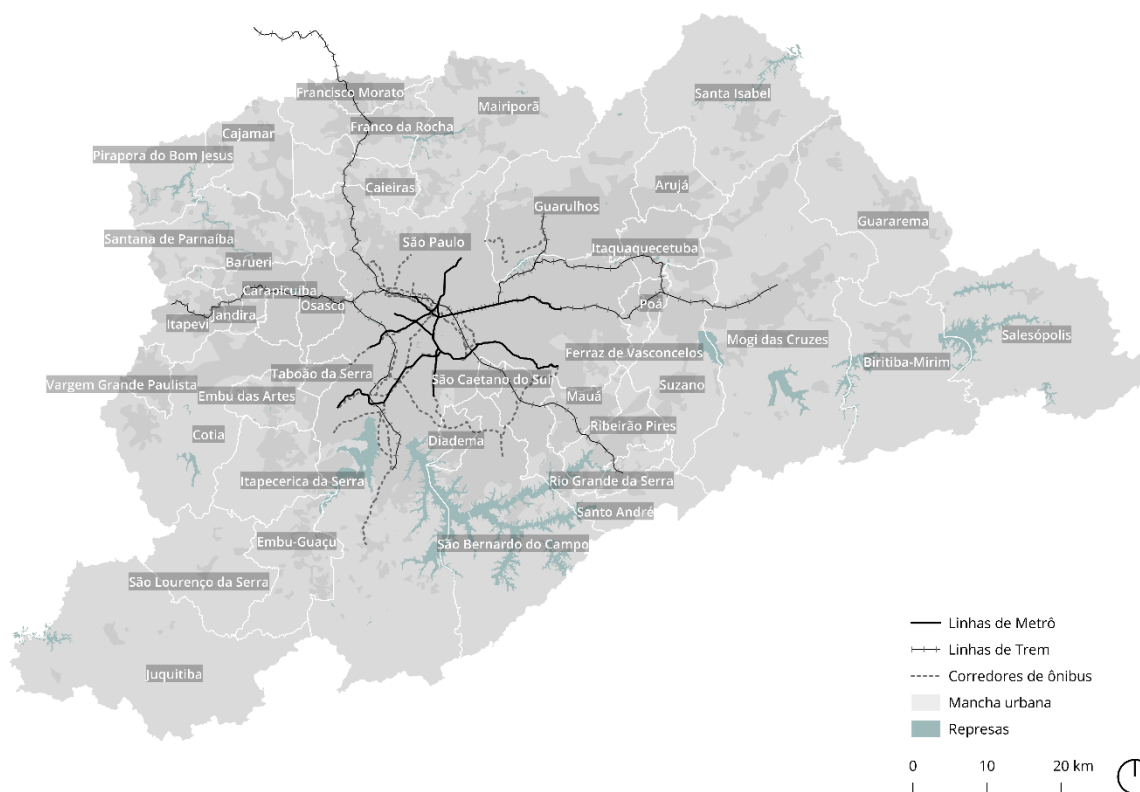 Francisco Morato
Mairiporã
Santa Isabel
Franco da Rocha
Cajamar
Pirapora do Bom Jesus
Caieiras
Arujá
Guarulhos
Guararema
Santana de Parnaíba
São Paulo
Itaquaquecetuba
Barueri
Carapicuíba
Osasco
Poá
Jandira
Itapevi
Salesópolis
Mogi das Cruzes
Ferraz de Vasconcelos
Biritiba-Mirim
Taboão da Serra
São Caetano do Sul
Suzano
Vargem Grande Paulista
Embu das Artes
Mauá
Ribeirão Pires
Cotia
Diadema
Itapecerica da Serra
Rio Grande da Serra
Santo André
Embu-Guaçu
São Bernardo do Campo
São Lourenço da Serra
Juquitiba
Linhas de Metrô
Linhas de Trem
Corredores de ônibus
Mancha urbana
Represas
0 10 20 km